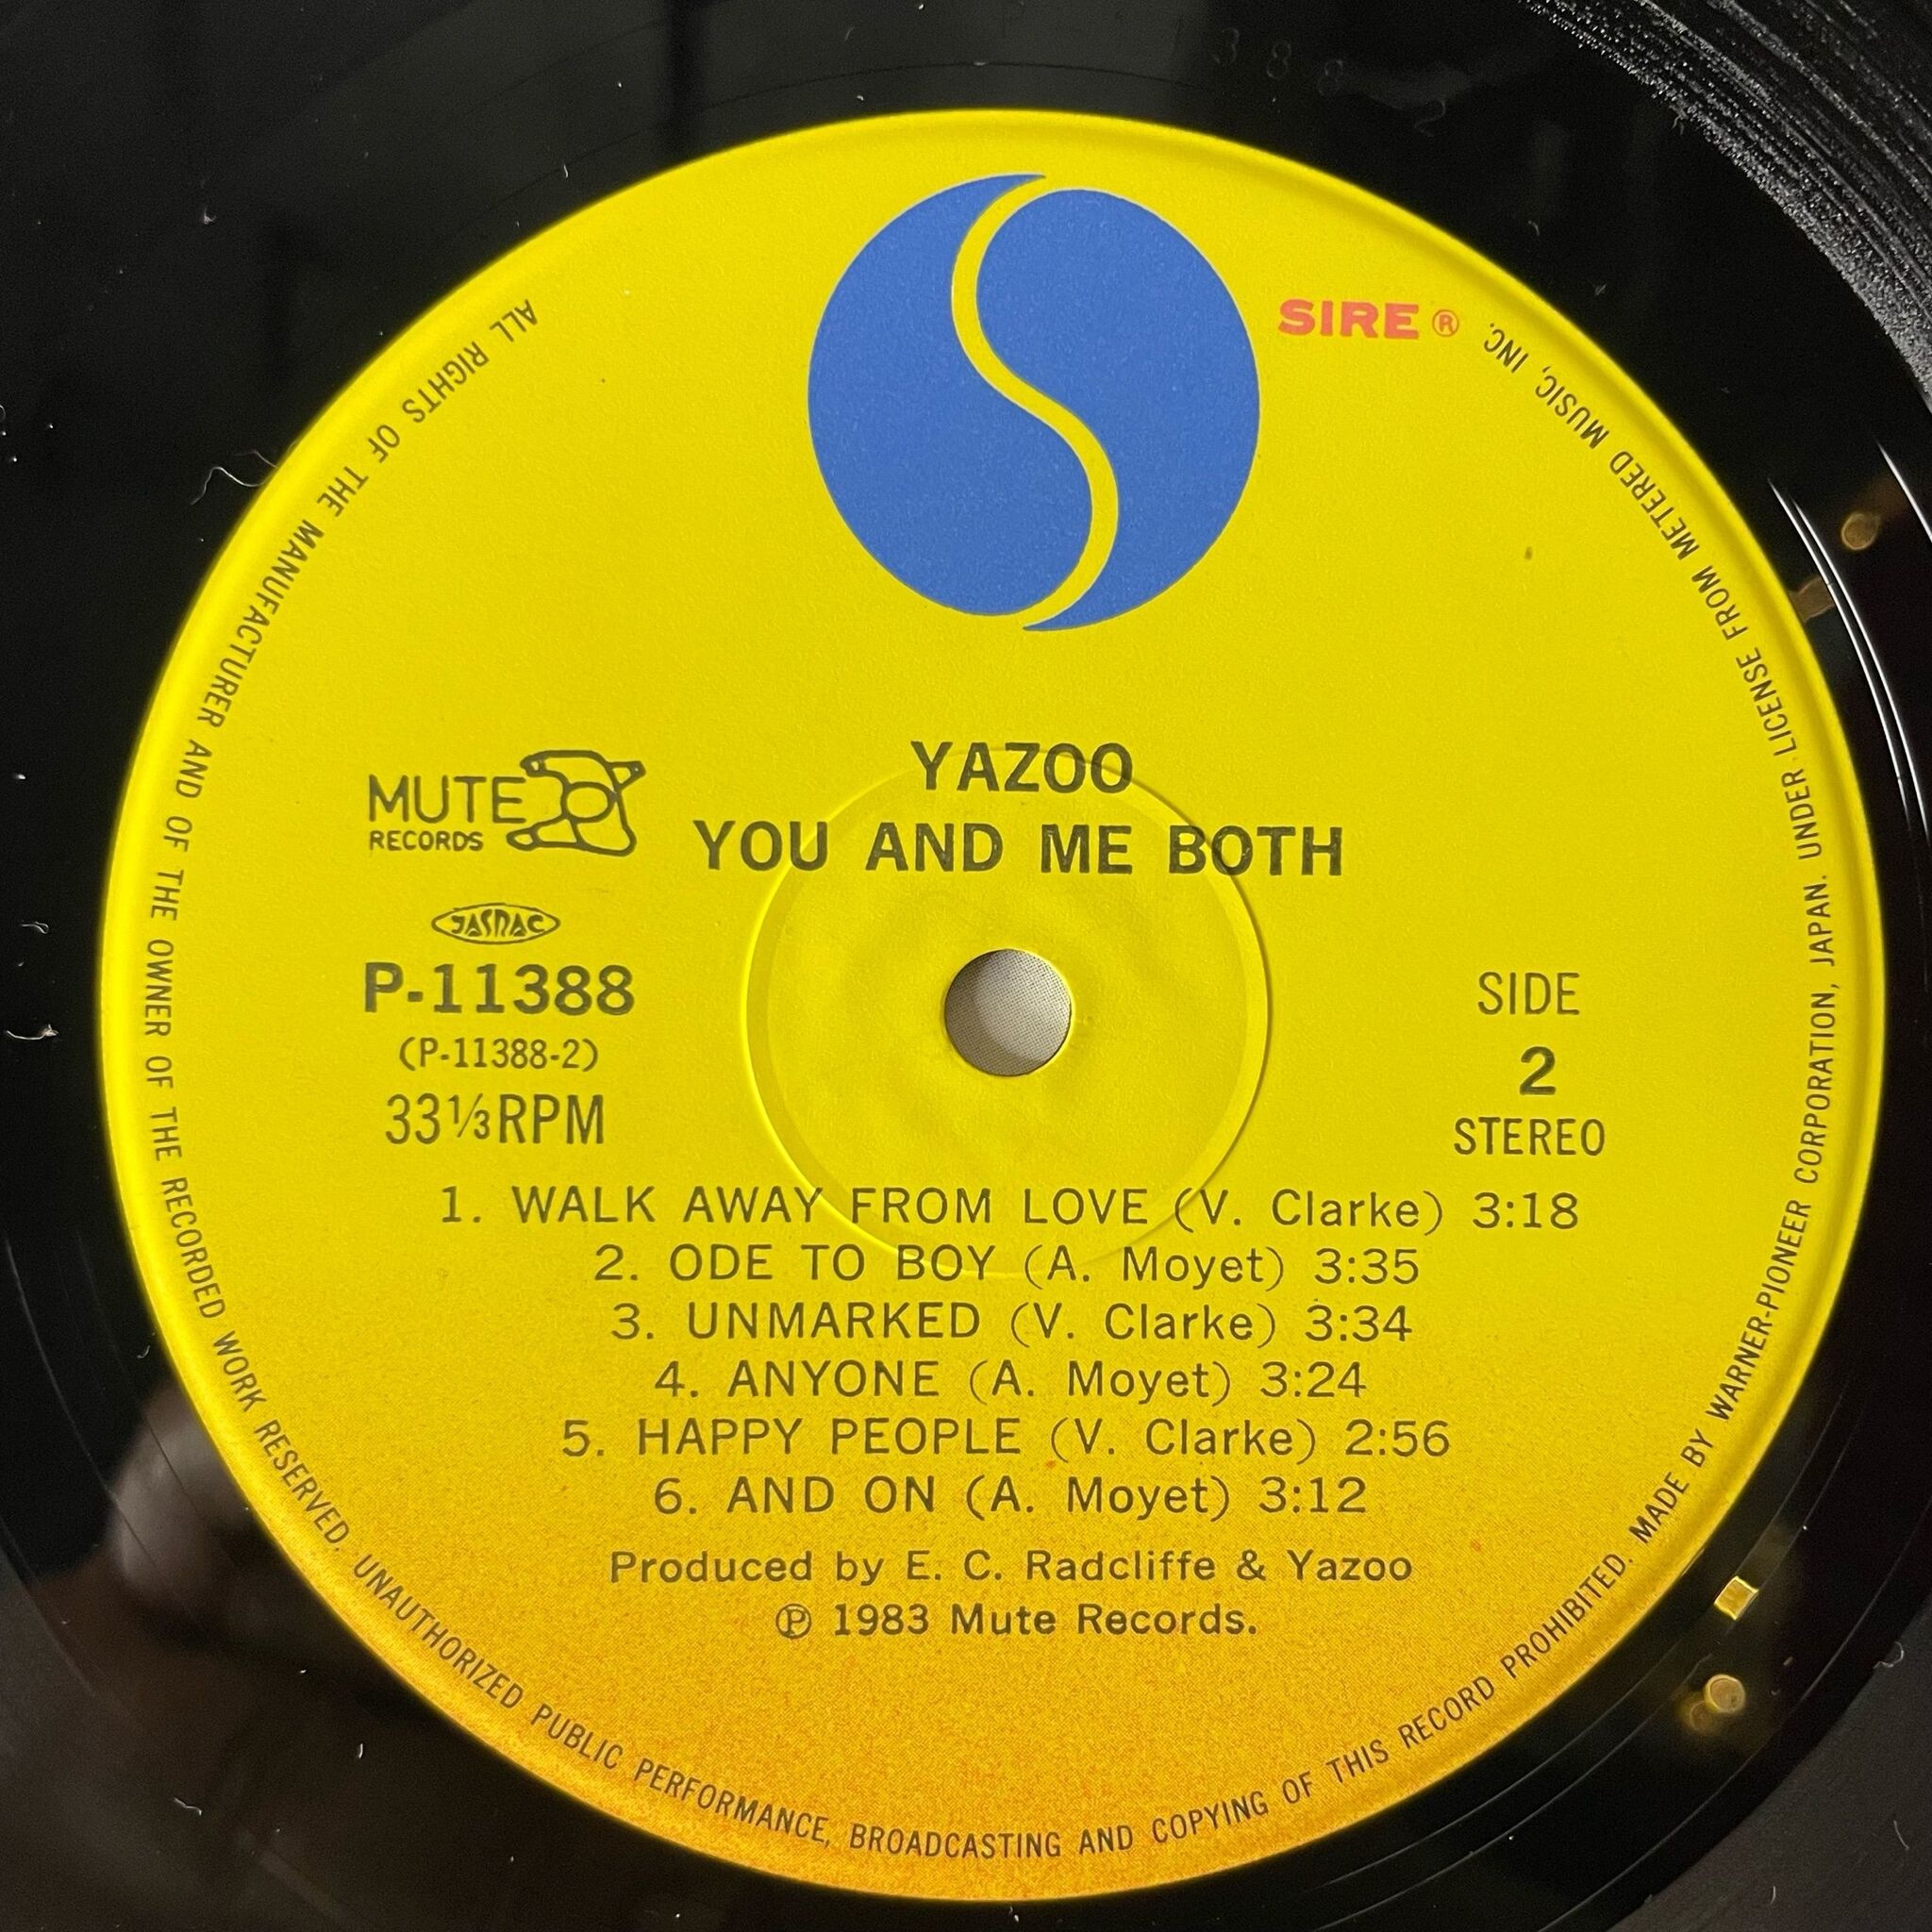 SIRE ®
YAZOO
YOU AND ME BOTH
MUTE
RECORDS
JASRAC
P-11388
(P-11388-2)
33⅓RPM
SIDE
2
STEREO
1. WALK AWAY FROM LOVE (V. Clarke) 3:18
2. ODE TO BOY (A. Moyet) 3:35
3. UNMARKED (V. Clarke) 3:34
4. ANYONE (A. Moyet) 3:24
5. HAPPY PEOPLE (V. Clarke) 2:56
6. AND ON (A. Moyet) 3:12
Produced by E. C. Radcliffe & Yazoo
℗ 1983 Mute Records.
ALL RIGHTS OF THE MANUFACTURER AND OF THE OWNER OF THE RECORDED WORK RESERVED. UNAUTHORIZED PUBLIC PERFORMANCE, BROADCASTING AND COPYING OF THIS RECORD PROHIBITED. MADE BY WARNER-PIONEER CORPORATION, JAPAN. UNDER LICENSE FROM METERED MUSIC, INC.